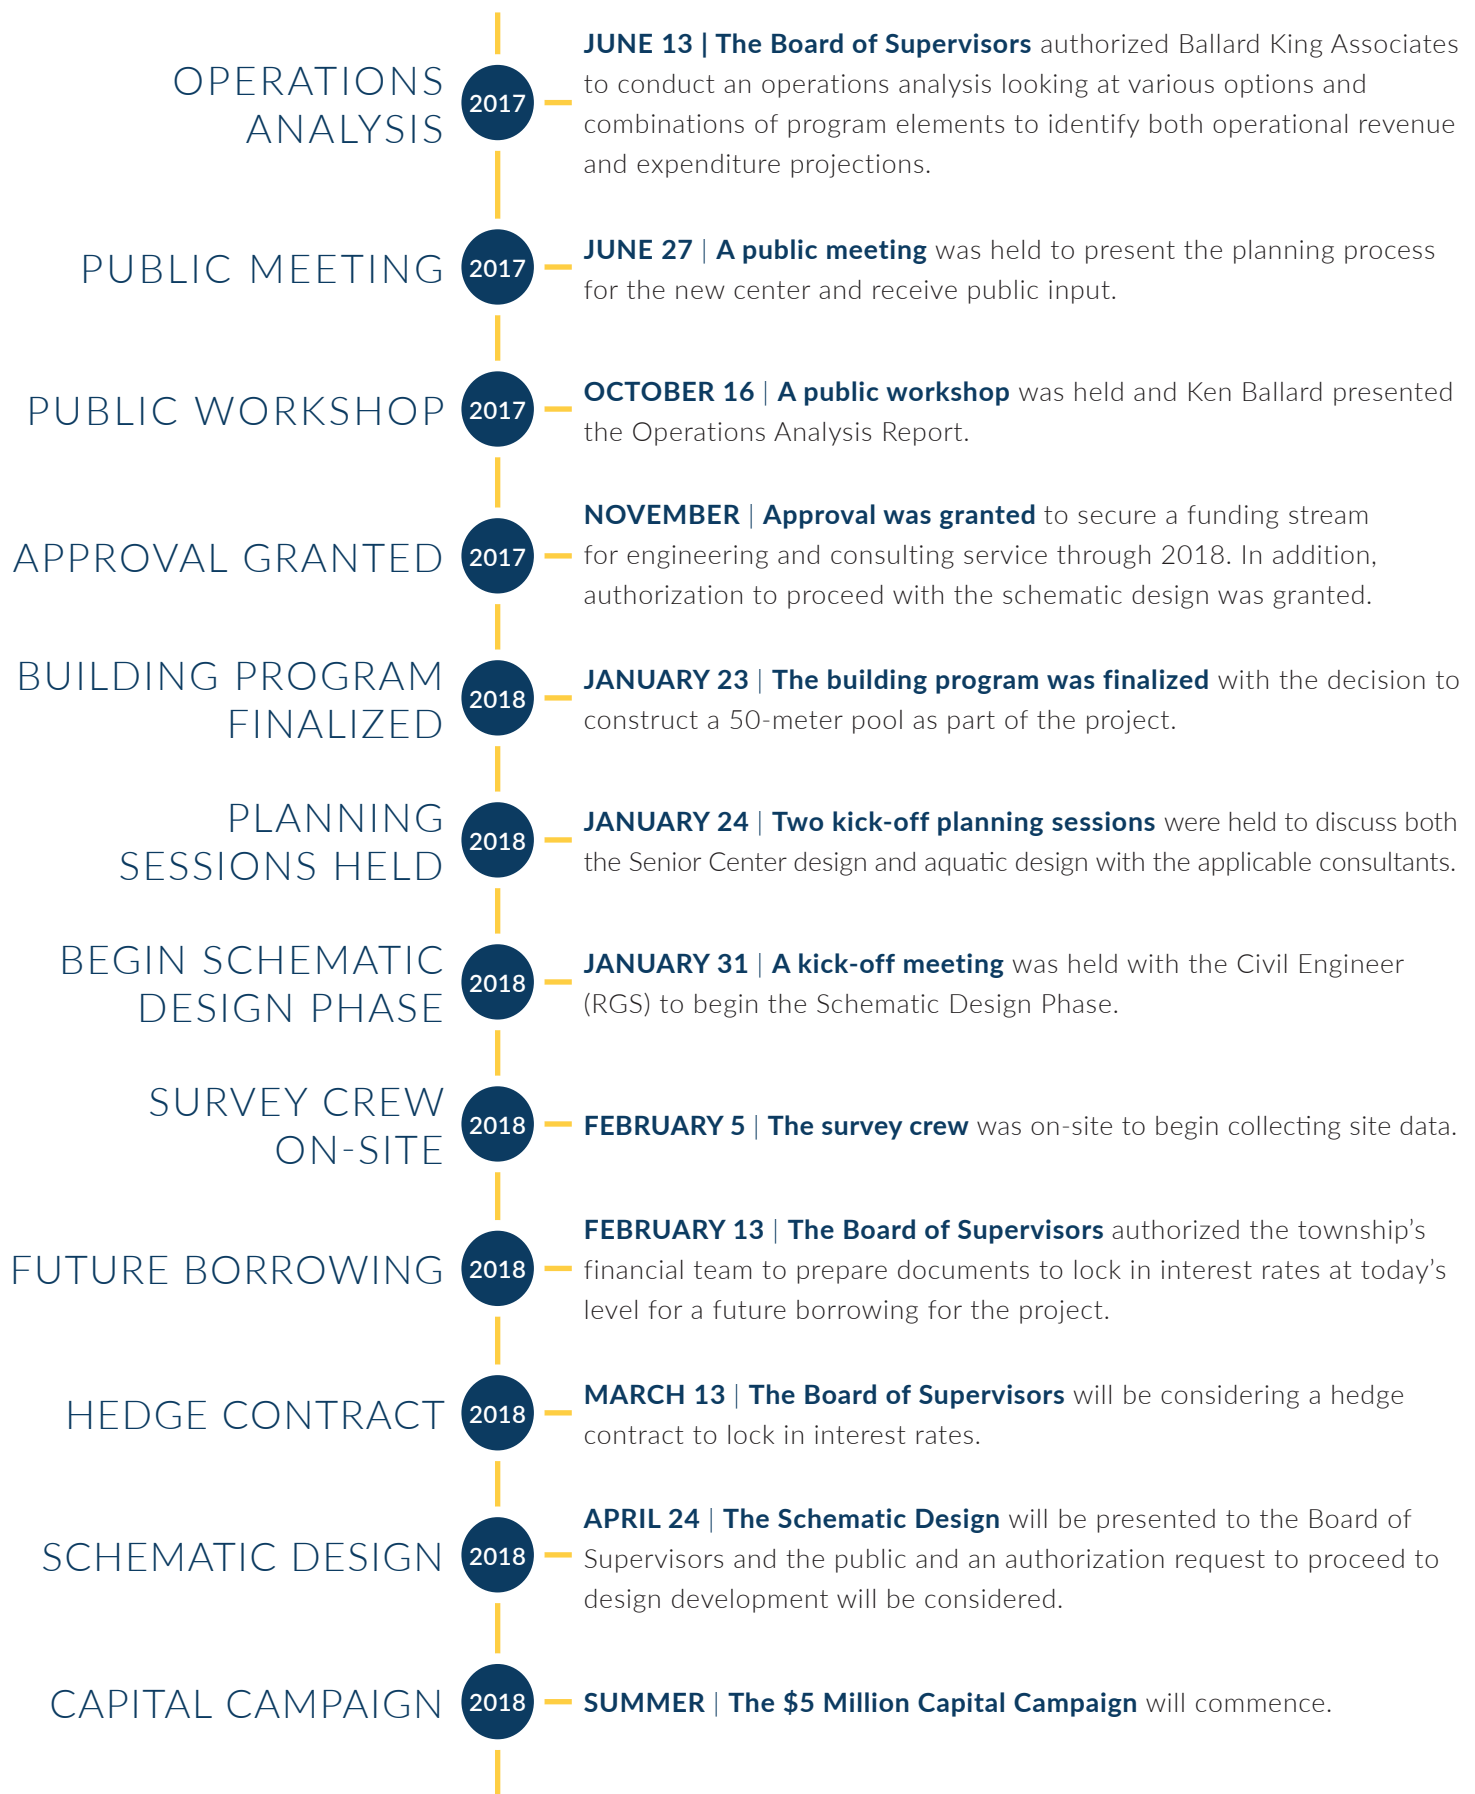 OPERATIONS
ANALYSIS
2017
JUNE 13 | The Board of Supervisors authorized Ballard King Associates
to conduct an operations analysis looking at various options and
combinations of program elements to identify both operational revenue
and expenditure projections.
PUBLIC MEETING
2017
JUNE 27 | A public meeting was held to present the planning process
for the new center and receive public input.
PUBLIC WORKSHOP
2017
OCTOBER 16 | A public workshop was held and Ken Ballard presented
the Operations Analysis Report.
APPROVAL GRANTED
2017
NOVEMBER | Approval was granted to secure a funding stream
for engineering and consulting service through 2018. In addition,
authorization to proceed with the schematic design was granted.
BUILDING PROGRAM
FINALIZED
2018
JANUARY 23 | The building program was finalized with the decision to
construct a 50-meter pool as part of the project.
PLANNING
SESSIONS HELD
2018
JANUARY 24 | Two kick-off planning sessions were held to discuss both
the Senior Center design and aquatic design with the applicable consultants.
BEGIN SCHEMATIC
DESIGN PHASE
2018
JANUARY 31 | A kick-off meeting was held with the Civil Engineer
(RGS) to begin the Schematic Design Phase.
SURVEY CREW
ON-SITE
2018
FEBRUARY 5 | The survey crew was on-site to begin collecting site data.
FUTURE BORROWING
2018
FEBRUARY 13 | The Board of Supervisors authorized the township’s
financial team to prepare documents to lock in interest rates at today’s
level for a future borrowing for the project.
HEDGE CONTRACT
2018
MARCH 13 | The Board of Supervisors will be considering a hedge
contract to lock in interest rates.
SCHEMATIC DESIGN
2018
APRIL 24 | The Schematic Design will be presented to the Board of
Supervisors and the public and an authorization request to proceed to
design development will be considered.
CAPITAL CAMPAIGN
2018
SUMMER | The $5 Million Capital Campaign will commence.